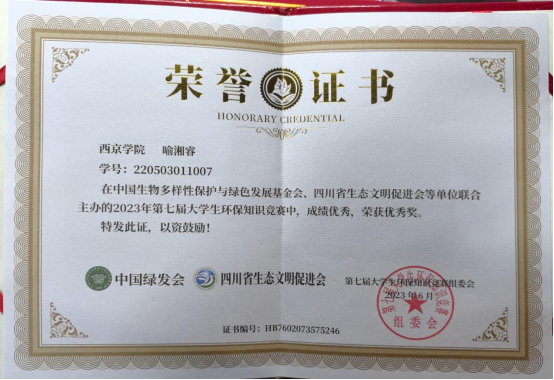 荣誉证书
HONORARY CREDENTIAL
西京学院 喻湘睿
学号：220503011007
在中国生物多样性保护与绿色发展基金会、四川省生态文明促进会等单位联合
主办的2023年第七届大学生环保知识竞赛中，成绩优秀，荣获优秀奖。
特发此证，以资鼓励！
中国绿发会 四川省生态文明促进会 第七届大学生环保知识竞赛组委会
2023年6月
组委会
证书编号：HB7602073575246